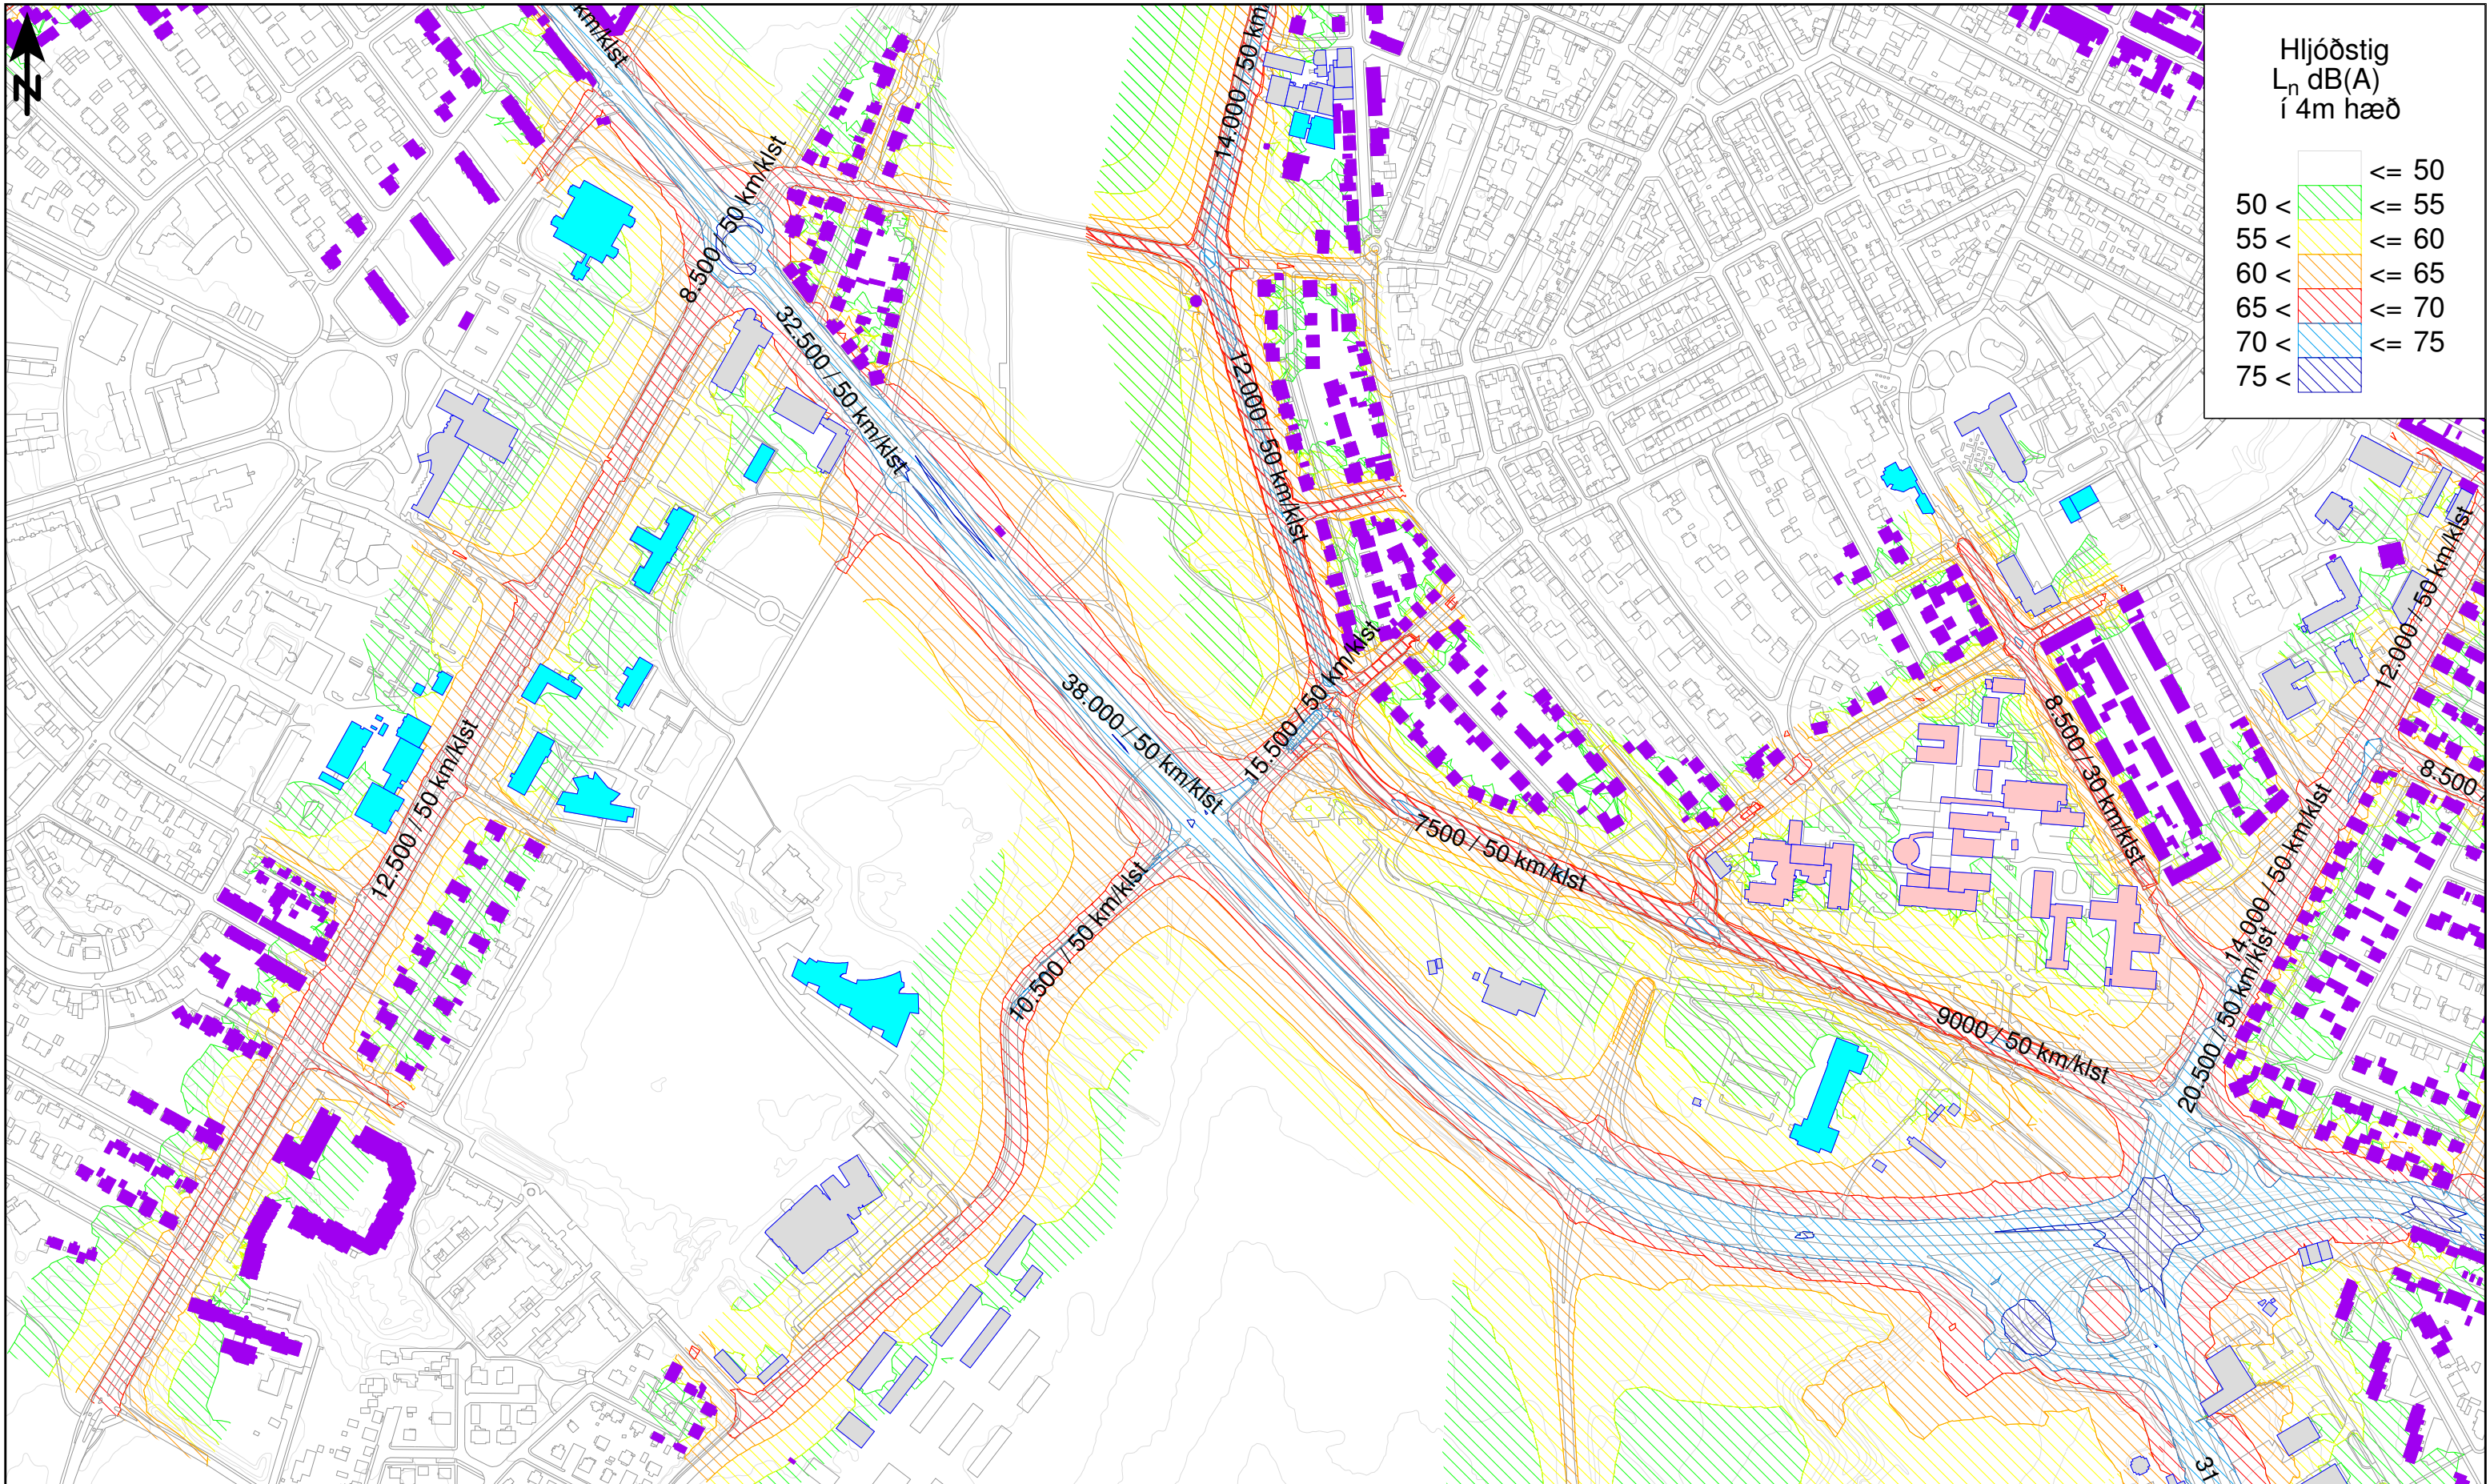 N
km/klst
8.500 / 50 km/klst
32.500 / 50 km/klst
14.000 / 50 km/
12.000 / 50 km/klst
38.000 / 50 km/klst
15.500 / 50 km/klst
12.500 / 50 km/klst
10.500 / 50 km/klst
7500 / 50 km/klst
9000 / 50 km/klst
8.500 / 30 km/klst
12.000 / 50 km/klst
8.500
14.000 / 50 km/klst
20.500 / 50 km/klst
31
Hljóðstig
Ln dB(A)
í 4m hæð
<= 50
50 < <= 55
55 < <= 60
60 < <= 65
65 < <= 70
70 < <= 75
75 <